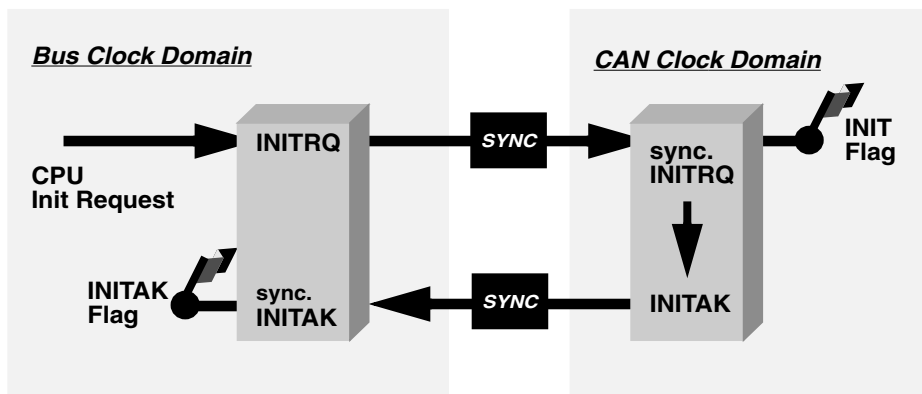 Bus Clock Domain
CAN Clock Domain
INITRQ
SYNC
sync.
INITRQ
INIT
Flag
CPU
Init Request
INITAK
Flag
sync.
INITAK
SYNC
INITAK